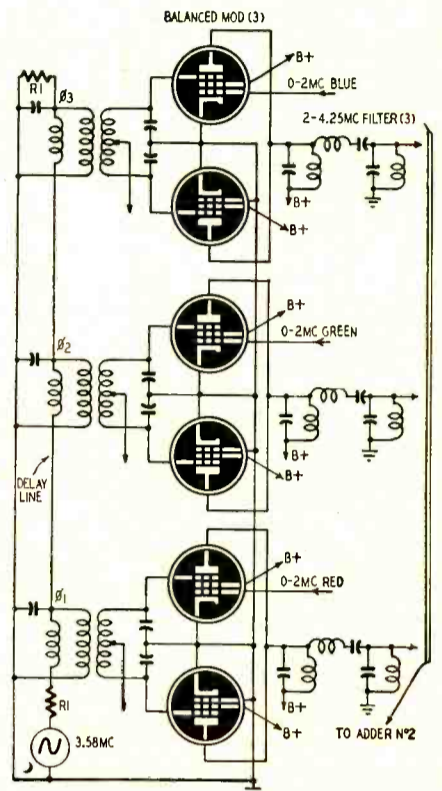 BALANCED MOD (3)
R1
Ø3
B+
0-2MC BLUE
2-4.25MC FILTER (3)
B+
B+
Ø2
B+
0-2MC GREEN
B+
B+
DELAY
LINE
Ø1
B+
0-2MC RED
R1
B+
B+
3.58MC
TO ADDER Nº2